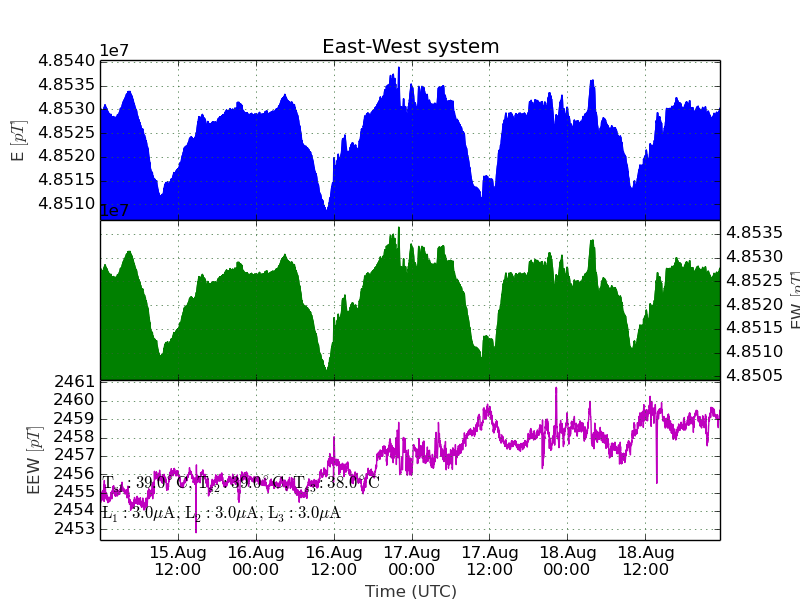 East-West system
1e7
4.8540
4.8535
4.8530
4.8525
4.8520
4.8515
4.8510
E [pT]
1e7
4.8535
4.8530
4.8525
4.8520
4.8515
4.8510
4.8505
EW [pT]
2461
2460
2459
2458
2457
2456
2455
2454
2453
EEW [pT]
: 39.0 C, T : 39.0 C, T : 38.0°C
L₁ : 3.0μA, L₂ : 3.0μA, L₃ : 3.0μA
15.Aug 16.Aug 16.Aug 17.Aug 17.Aug 18.Aug 18.Aug
12:00 00:00 12:00 00:00 12:00 00:00 12:00
Time (UTC)